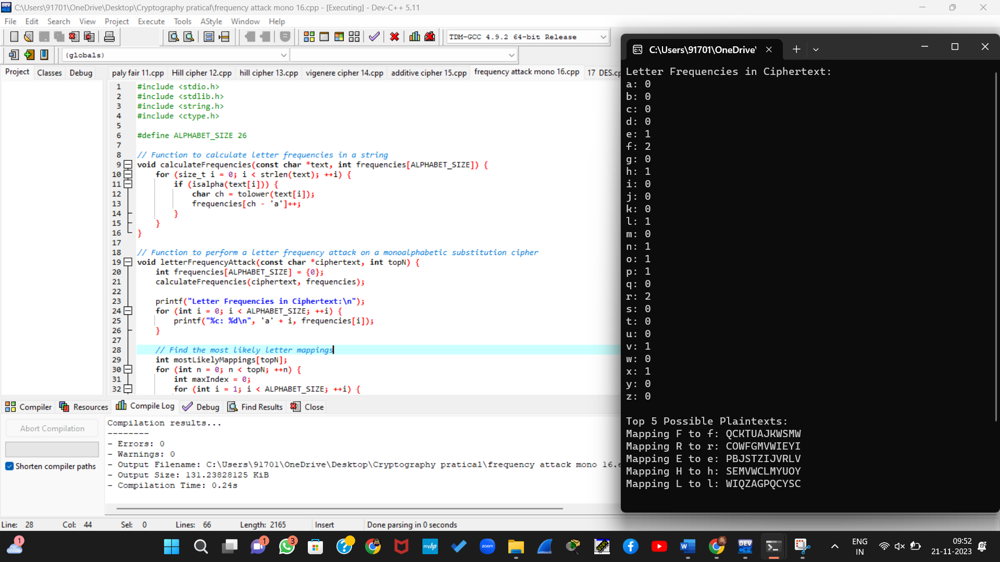 C:\Users\91701\OneDrive\Desktop\Cryptography pratical\frequency attack mono 16.cpp - [Executing] - Dev-C++ 5.11
File Edit Search View Project Execute Tools AStyle Window Help
TDM-GCC 4.9.2 64-bit Release
(globals)
Project Classes Debug
paly fair 11.cpp Hill cipher 12.cpp hill cipher 13.cpp vigenere cipher 14.cpp additive cipher 15.cpp frequency attack mono 16.cpp 17 DES.cp
1 #include <stdio.h>
2 #include <stdlib.h>
3 #include <string.h>
4 #include <ctype.h>
5
6 #define ALPHABET_SIZE 26
7
8 // Function to calculate letter frequencies in a string
9 void calculateFrequencies(const char *text, int frequencies[ALPHABET_SIZE]) {
10 for (size_t i = 0; i < strlen(text); ++i) {
11 if (isalpha(text[i])) {
12 char ch = tolower(text[i]);
13 frequencies[ch - 'a']++;
14 }
15 }
16 }
17
18 // Function to perform a letter frequency attack on a monoalphabetic substitution cipher
19 void letterFrequencyAttack(const char *ciphertext, int topN) {
20 int frequencies[ALPHABET_SIZE] = {0};
21 calculateFrequencies(ciphertext, frequencies);
22
23 printf("Letter Frequencies in Ciphertext:\n");
24 for (int i = 0; i < ALPHABET_SIZE; ++i) {
25 printf("%c: %d\n", 'a' + i, frequencies[i]);
26 }
27
28 // Find the most likely letter mappings
29 int mostLikelyMappings[topN];
30 for (int n = 0; n < topN; ++n) {
31 int maxIndex = 0;
32 for (int i = 1; i < ALPHABET_SIZE; ++i) {
Compiler Resources Compile Log Debug Find Results Close
Abort Compilation
Shorten compiler paths
Compilation results...
--------
- Errors: 0
- Warnings: 0
- Output Filename: C:\Users\91701\OneDrive\Desktop\Cryptography pratical\frequency attack mono 16.e
- Output Size: 131.23828125 KiB
- Compilation Time: 0.24s
Line: 28 Col: 44 Sel: 0 Lines: 66 Length: 2165 Insert Done parsing in 0 seconds
C:\Users\91701\OneDrive'
Letter Frequencies in Ciphertext:
a: 0
b: 0
c: 0
d: 0
e: 1
f: 2
g: 0
h: 1
i: 0
j: 0
k: 0
l: 1
m: 0
n: 1
o: 1
p: 1
q: 0
r: 2
s: 0
t: 0
u: 0
v: 1
w: 0
x: 1
y: 0
z: 0
Top 5 Possible Plaintexts:
Mapping F to f: QCKTUAJKWSMW
Mapping R to r: COWFGMVWIEYI
Mapping E to e: PBJSTZIJVRLV
Mapping H to h: SEMVWCLMYUOY
Mapping L to l: WIQZAGPQCYSC
1
1
3
myhp
zoom
W
DEV
ENG
IN
09:52
21-11-2023